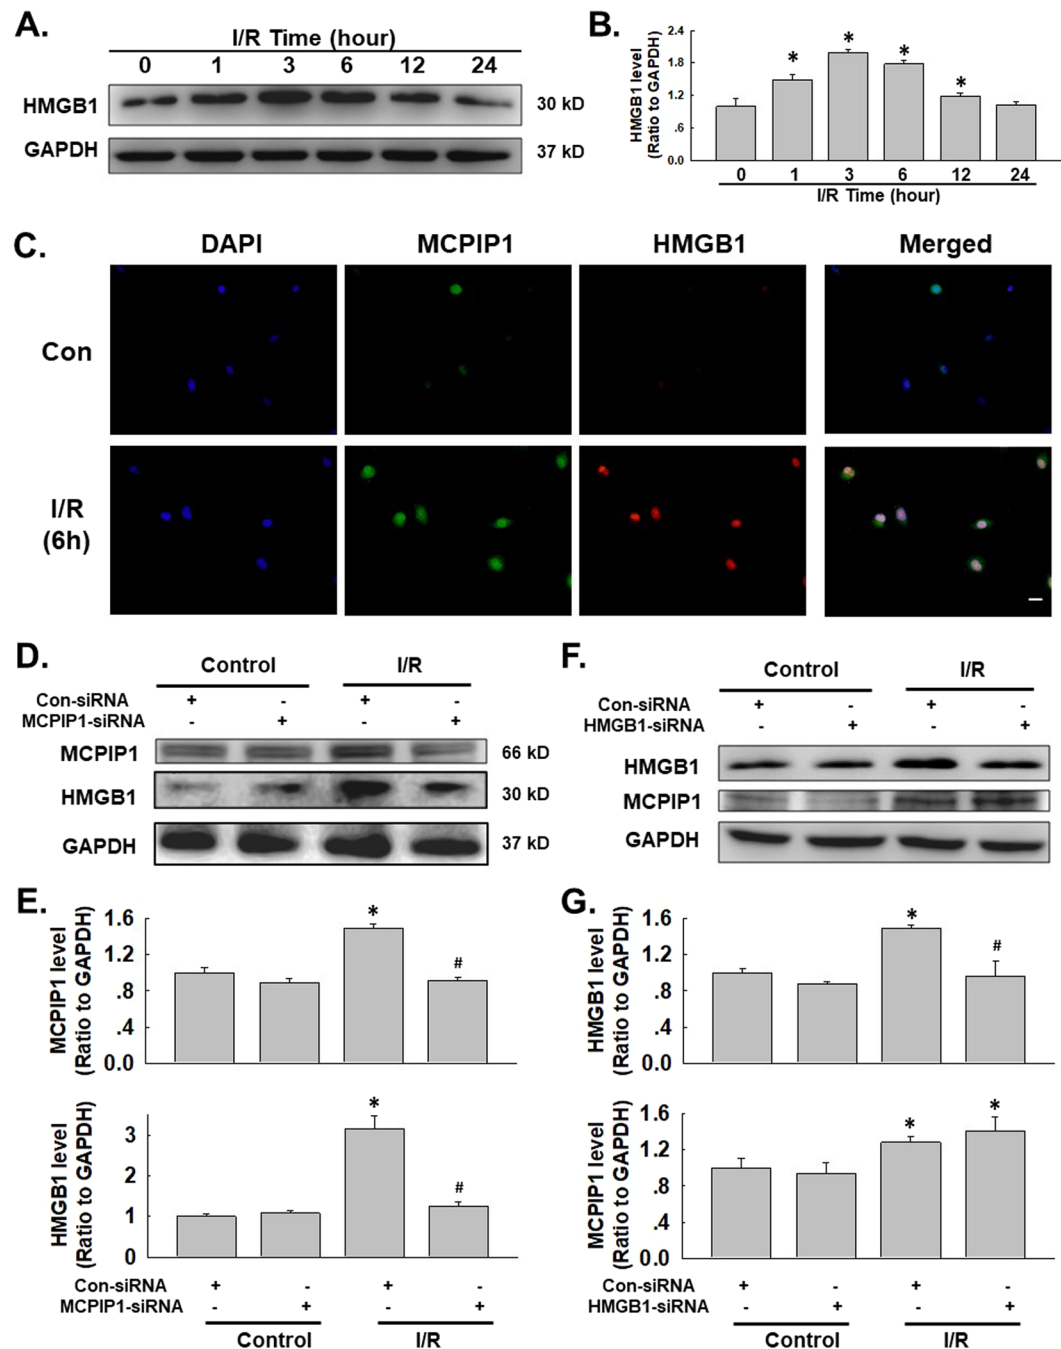 A.
I/R Time (hour)
0 1 3 6 12 24
HMGB1 30 kD
GAPDH 37 kD
B.
HMGB1 level
(Ratio to GAPDH)
2.4
1.8
1.2
.6
0.0
* * * *
0 1 3 6 12 24
I/R Time (hour)
C.
DAPI MCPIP1 HMGB1 Merged
Con
I/R
(6h)
D.
Control I/R
Con-siRNA + - + -
MCPIP1-siRNA - + - +
MCPIP1 66 kD
HMGB1 30 kD
GAPDH 37 kD
F.
Control I/R
Con-siRNA + - + -
HMGB1-siRNA - + - +
HMGB1
MCPIP1
GAPDH
E.
MCPIP1 level
(Ratio to GAPDH)
1.6
1.2
.8
.4
0.0
* #
HMGB1 level
(Ratio to GAPDH)
3
2
1
0
* #
Con-siRNA + - + -
MCPIP1-siRNA - + - +
Control I/R
G.
HMGB1 level
(Ratio to GAPDH)
1.6
1.2
.8
.4
0.0
* #
MCPIP1 level
(Ratio to GAPDH)
1.6
1.2
.8
.4
0.0
* *
Con-siRNA + - + -
HMGB1-siRNA - + - +
Control I/R